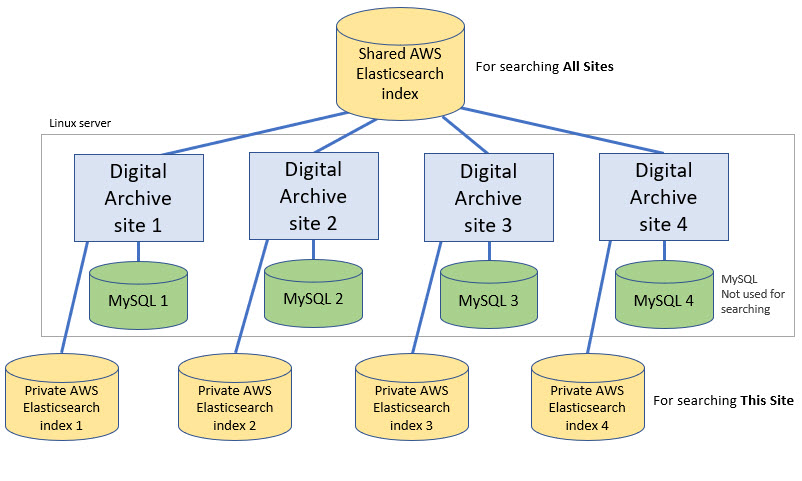 Shared AWS
Elasticsearch
index
For searching All Sites
Linux server
Digital
Archive
site 1
Digital
Archive
site 2
Digital
Archive
site 3
Digital
Archive
site 4
MySQL 1
MySQL 2
MySQL 3
MySQL 4
MySQL
Not used for
searching
Private AWS
Elasticsearch
index 1
Private AWS
Elasticsearch
index 2
Private AWS
Elasticsearch
index 3
Private AWS
Elasticsearch
index 4
For searching This Site